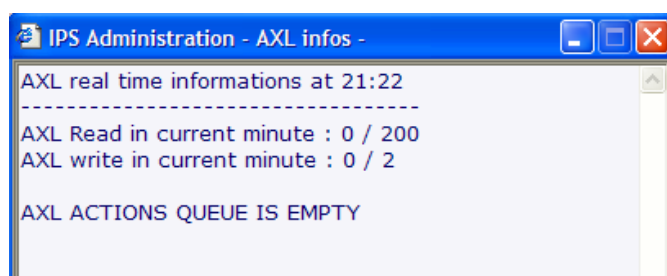 IPS Administration - AXL infos -
AXL real time informations at 21:22
----------------------------------
AXL Read in current minute : 0 / 200
AXL write in current minute : 0 / 2
AXL ACTIONS QUEUE IS EMPTY